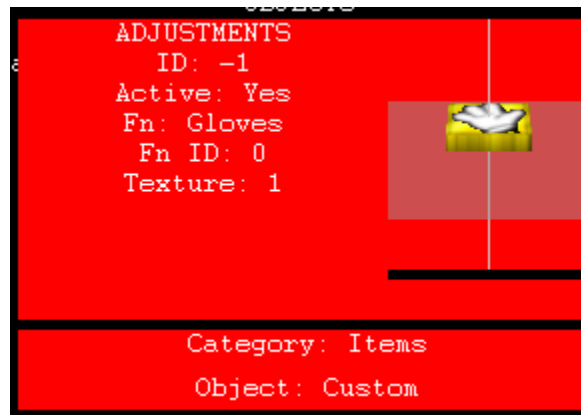 ADJUSTMENTS
ID: -1
Active: Yes
Fn: Gloves
Fn ID: 0
Texture: 1
Category: Items
Object: Custom